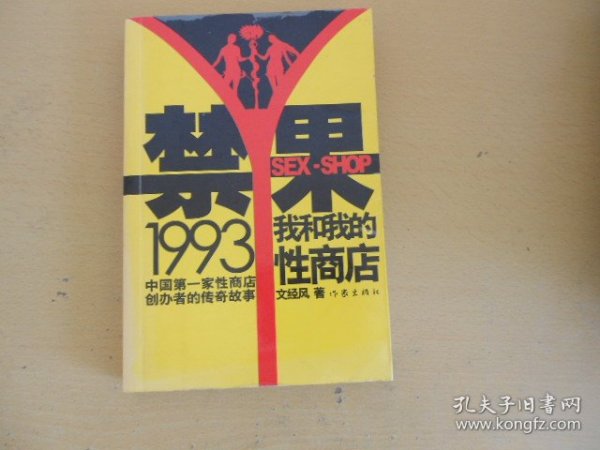 禁果
SEX-SHOP
1993
我和我的
性商店
中国第一家性商店
创办者的传奇故事
文经风 著 作家出版社
孔夫子旧书网
www.kongfz.com